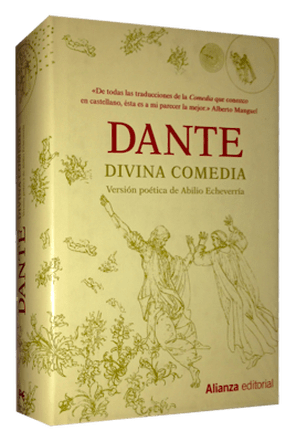 «De todas las traducciones de la Comedia que conozco
en castellano, ésta es a mi parecer la mejor.» Alberto Manguel
DANTE
DIVINA COMEDIA
Versión poética de Abilio Echeverría
Alianza editorial
DANTE